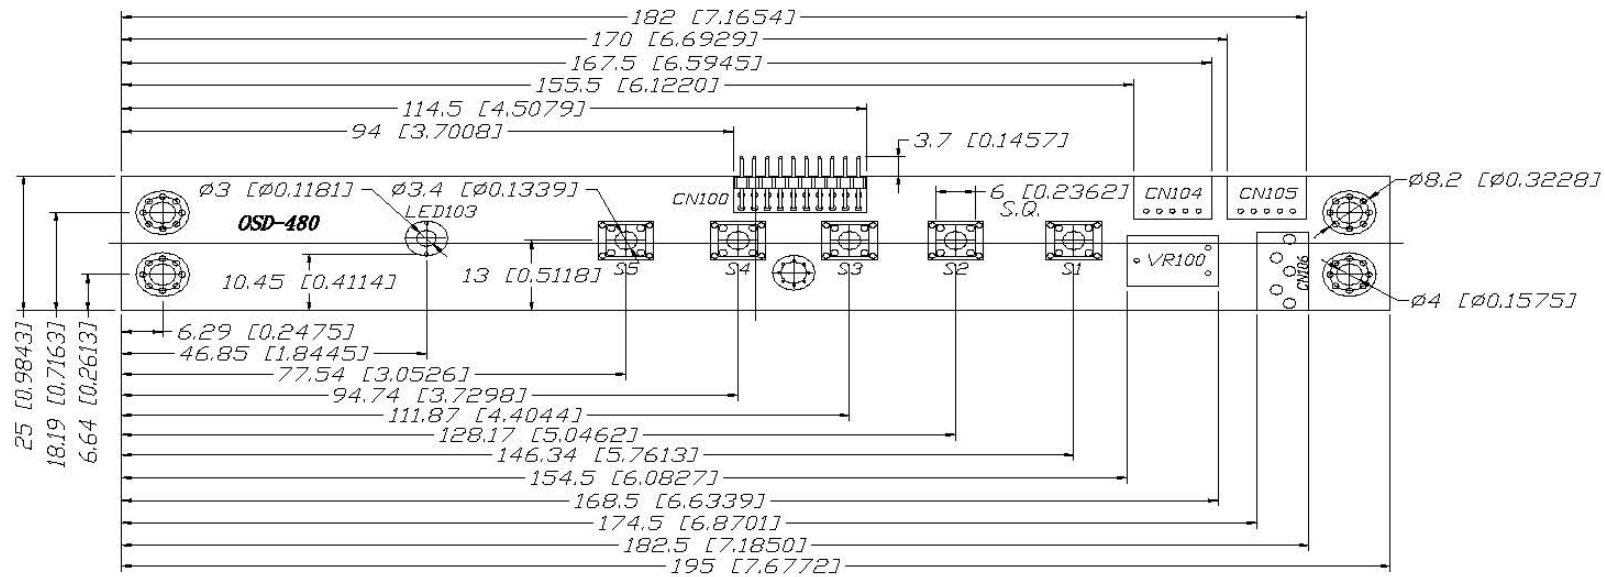 182 [7.1654]
170 [6.6929]
167.5 [6.5945]
155.5 [6.1220]
114.5 [4.5079]
94 [3.7008]
3.7 [0.1457]
ø3 [ø0.1181]
ø3.4 [ø0.1339]
CN100
6 [0.2362]
S.Q.
CN104
CN105
ø8.2 [ø0.3228]
OSD-480
LED103
S5
S4
S3
S2
S1
VR100
CN106
10.45 [0.4114]
13 [0.5118]
ø4 [ø0.1575]
25 [0.9843]
18.19 [0.7163]
6.64 [0.2613]
6.29 [0.2475]
46.85 [1.8445]
77.54 [3.0526]
94.74 [3.7298]
111.87 [4.4044]
128.17 [5.0462]
146.34 [5.7613]
154.5 [6.0827]
168.5 [6.6339]
174.5 [6.8701]
182.5 [7.1850]
195 [7.6772]